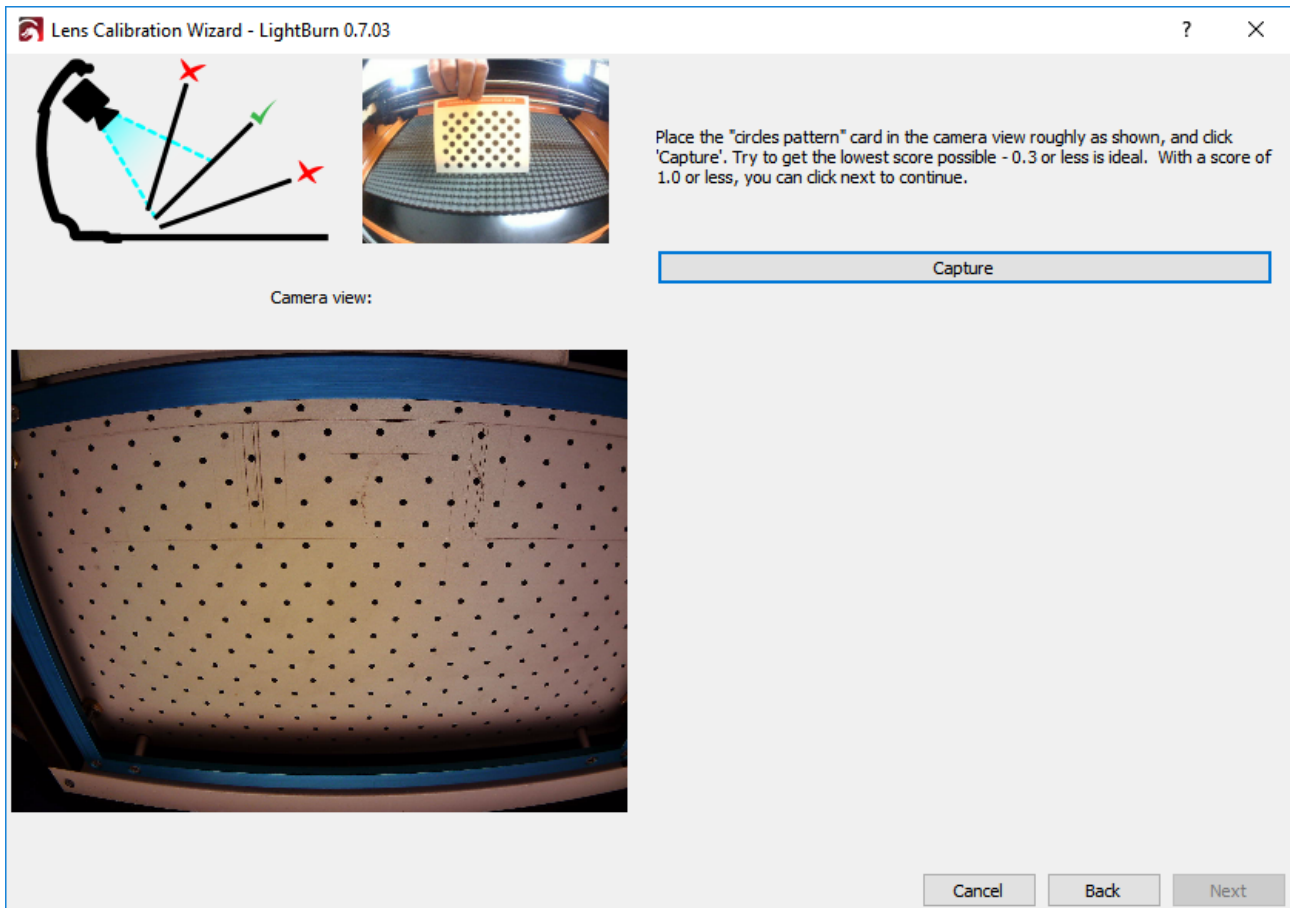 Lens Calibration Wizard - LightBurn 0.7.03
Place the "circles pattern" card in the camera view roughly as shown, and click
'Capture'. Try to get the lowest score possible - 0.3 or less is ideal.  With a score of
1.0 or less, you can click next to continue.
Capture
Camera view:
Cancel
Back
Next